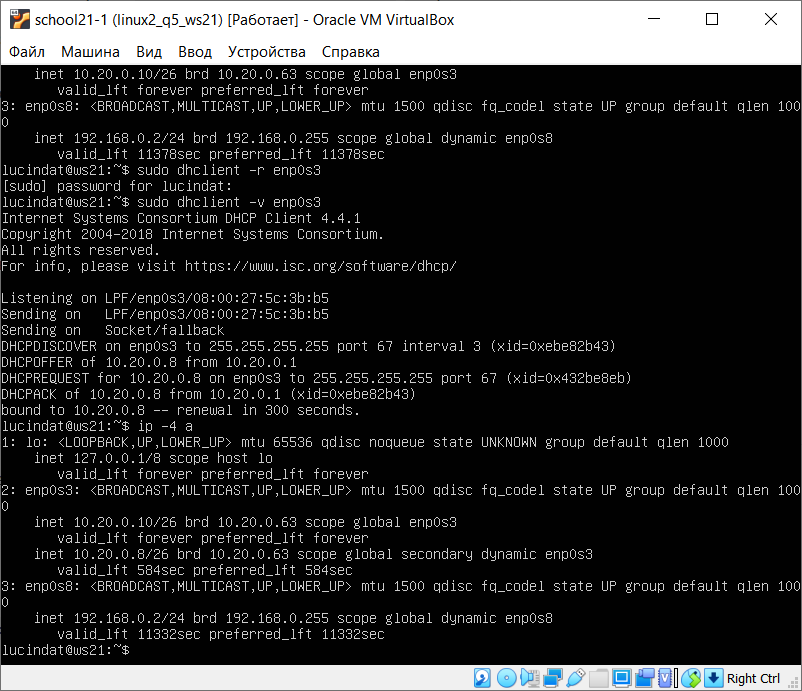 school21-1 (linux2_q5_ws21) [Работает] - Oracle VM VirtualBox
Файл Машина Вид Ввод Устройства Справка
    inet 10.20.0.10/26 brd 10.20.0.63 scope global enp0s3
       valid_lft forever preferred_lft forever
3: enp0s8: <BROADCAST,MULTICAST,UP,LOWER_UP> mtu 1500 qdisc fq_codel state UP group default qlen 100
0
    inet 192.168.0.2/24 brd 192.168.0.255 scope global dynamic enp0s8
       valid_lft 11378sec preferred_lft 11378sec
lucindat@ws21:~$ sudo dhclient -r enp0s3
[sudo] password for lucindat:
lucindat@ws21:~$ sudo dhclient -v enp0s3
Internet Systems Consortium DHCP Client 4.4.1
Copyright 2004-2018 Internet Systems Consortium.
All rights reserved.
For info, please visit https://www.isc.org/software/dhcp/

Listening on LPF/enp0s3/08:00:27:5c:3b:b5
Sending on   LPF/enp0s3/08:00:27:5c:3b:b5
Sending on   Socket/fallback
DHCPDISCOVER on enp0s3 to 255.255.255.255 port 67 interval 3 (xid=0xebe82b43)
DHCPOFFER of 10.20.0.8 from 10.20.0.1
DHCPREQUEST for 10.20.0.8 on enp0s3 to 255.255.255.255 port 67 (xid=0x432be8eb)
DHCPACK of 10.20.0.8 from 10.20.0.1 (xid=0xebe82b43)
bound to 10.20.0.8 -- renewal in 300 seconds.
lucindat@ws21:~$ ip -4 a
1: lo: <LOOPBACK,UP,LOWER_UP> mtu 65536 qdisc noqueue state UNKNOWN group default qlen 1000
    inet 127.0.0.1/8 scope host lo
       valid_lft forever preferred_lft forever
2: enp0s3: <BROADCAST,MULTICAST,UP,LOWER_UP> mtu 1500 qdisc fq_codel state UP group default qlen 100
0
    inet 10.20.0.10/26 brd 10.20.0.63 scope global enp0s3
       valid_lft forever preferred_lft forever
    inet 10.20.0.8/26 brd 10.20.0.63 scope global secondary dynamic enp0s3
       valid_lft 584sec preferred_lft 584sec
3: enp0s8: <BROADCAST,MULTICAST,UP,LOWER_UP> mtu 1500 qdisc fq_codel state UP group default qlen 100
0
    inet 192.168.0.2/24 brd 192.168.0.255 scope global dynamic enp0s8
       valid_lft 11332sec preferred_lft 11332sec
lucindat@ws21:~$
Right Ctrl